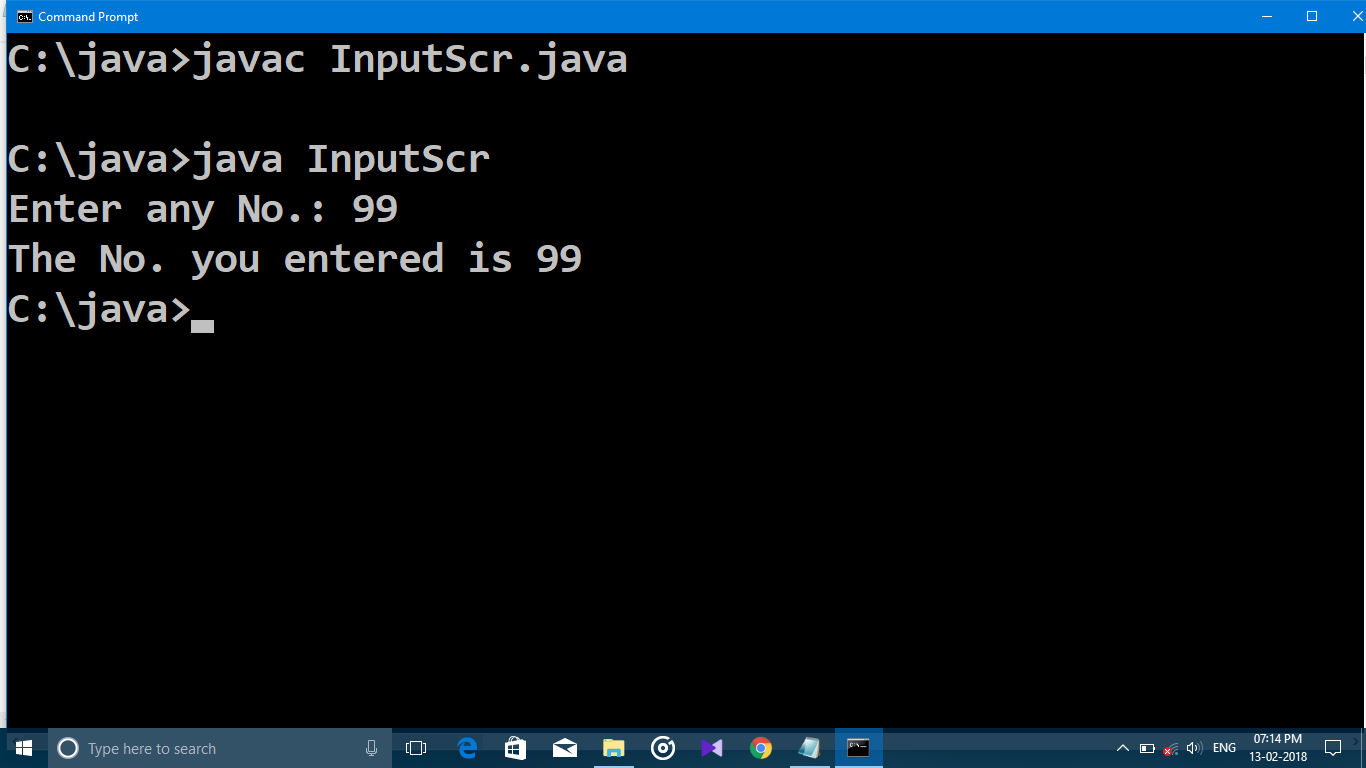 Command Prompt
C:\java>javac InputScr.java
C:\java>java InputScr
Enter any No.: 99
The No. you entered is 99
C:\java>
Type here to search
ENG
07:14 PM
13-02-2018